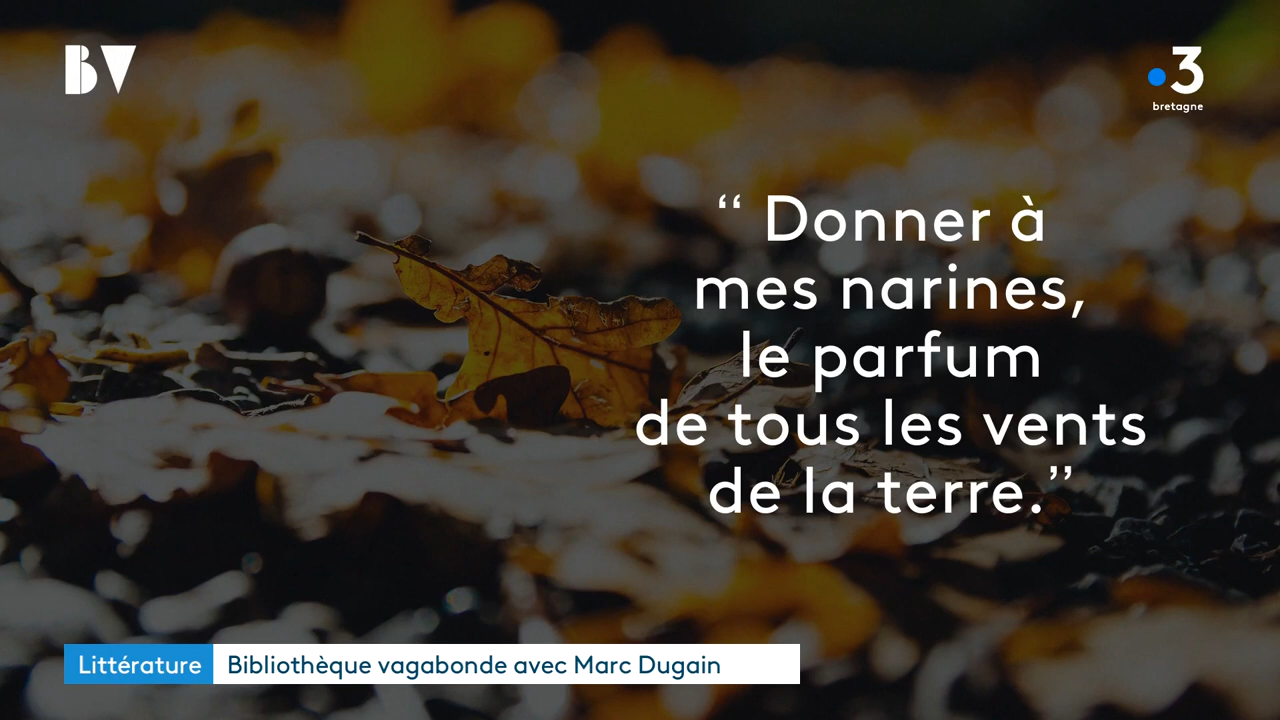 BV
3
bretagne
“ Donner à
mes narines,
le parfum
de tous les vents
de la terre.”
Littérature Bibliothèque vagabonde avec Marc Dugain